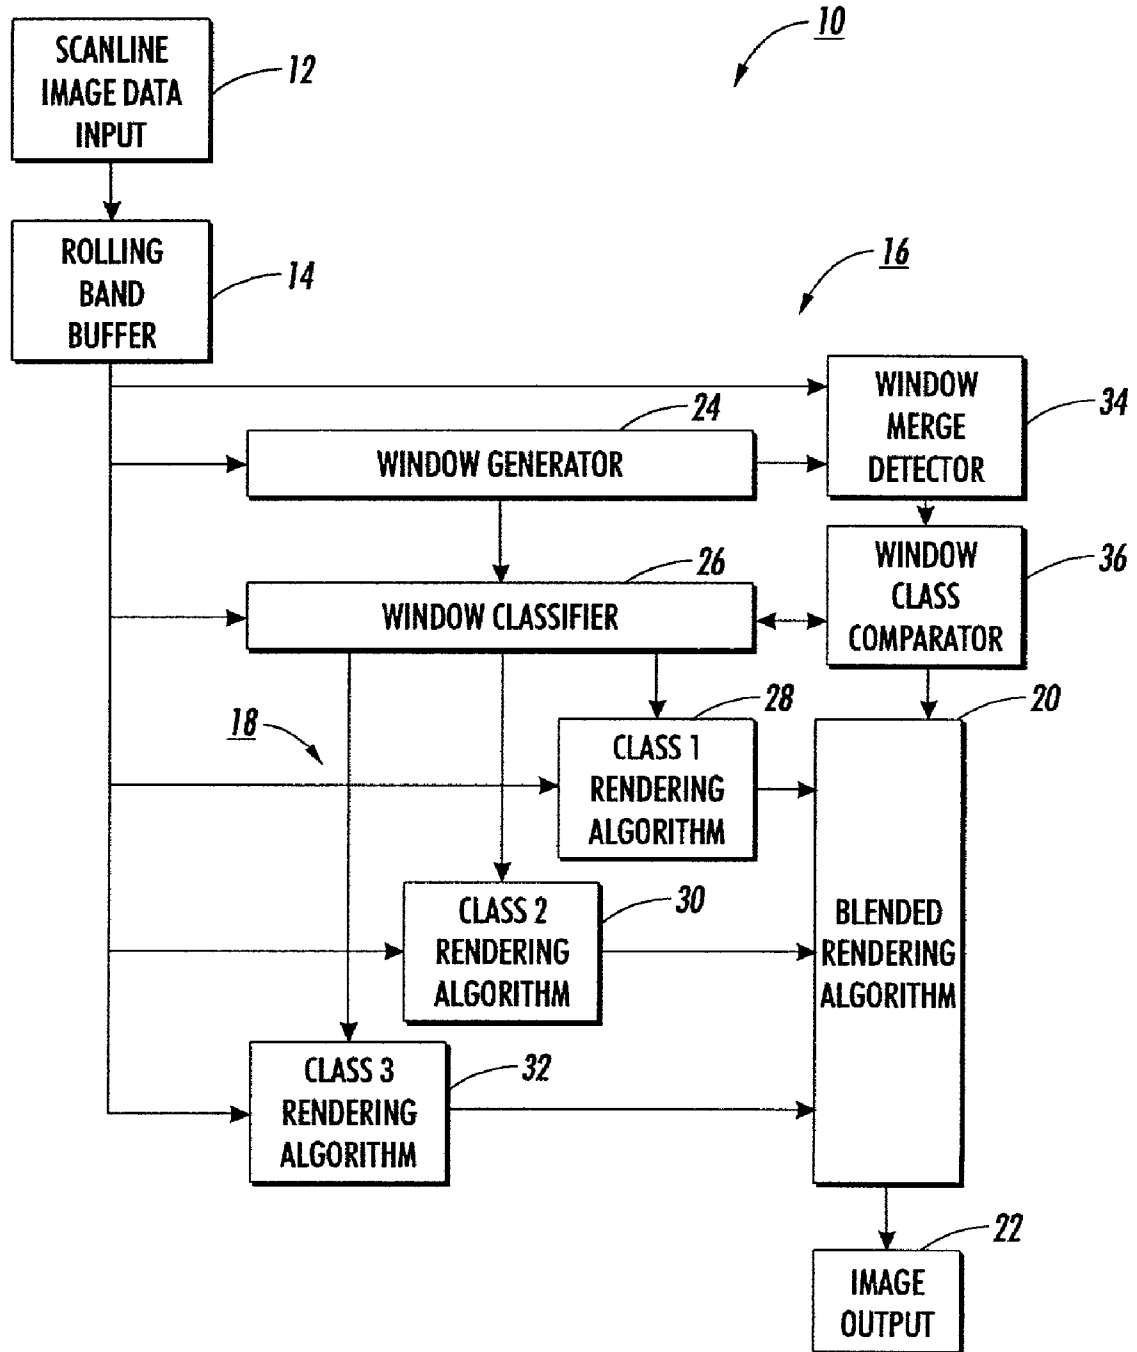 10
SCANLINE
IMAGE DATA
INPUT
12
ROLLING
BAND
BUFFER
14
16
WINDOW
MERGE
DETECTOR
34
24
WINDOW GENERATOR
WINDOW
CLASS
COMPARATOR
36
26
WINDOW CLASSIFIER
18
28
CLASS 1
RENDERING
ALGORITHM
20
BLENDED
RENDERING
ALGORITHM
30
CLASS 2
RENDERING
ALGORITHM
32
CLASS 3
RENDERING
ALGORITHM
22
IMAGE
OUTPUT